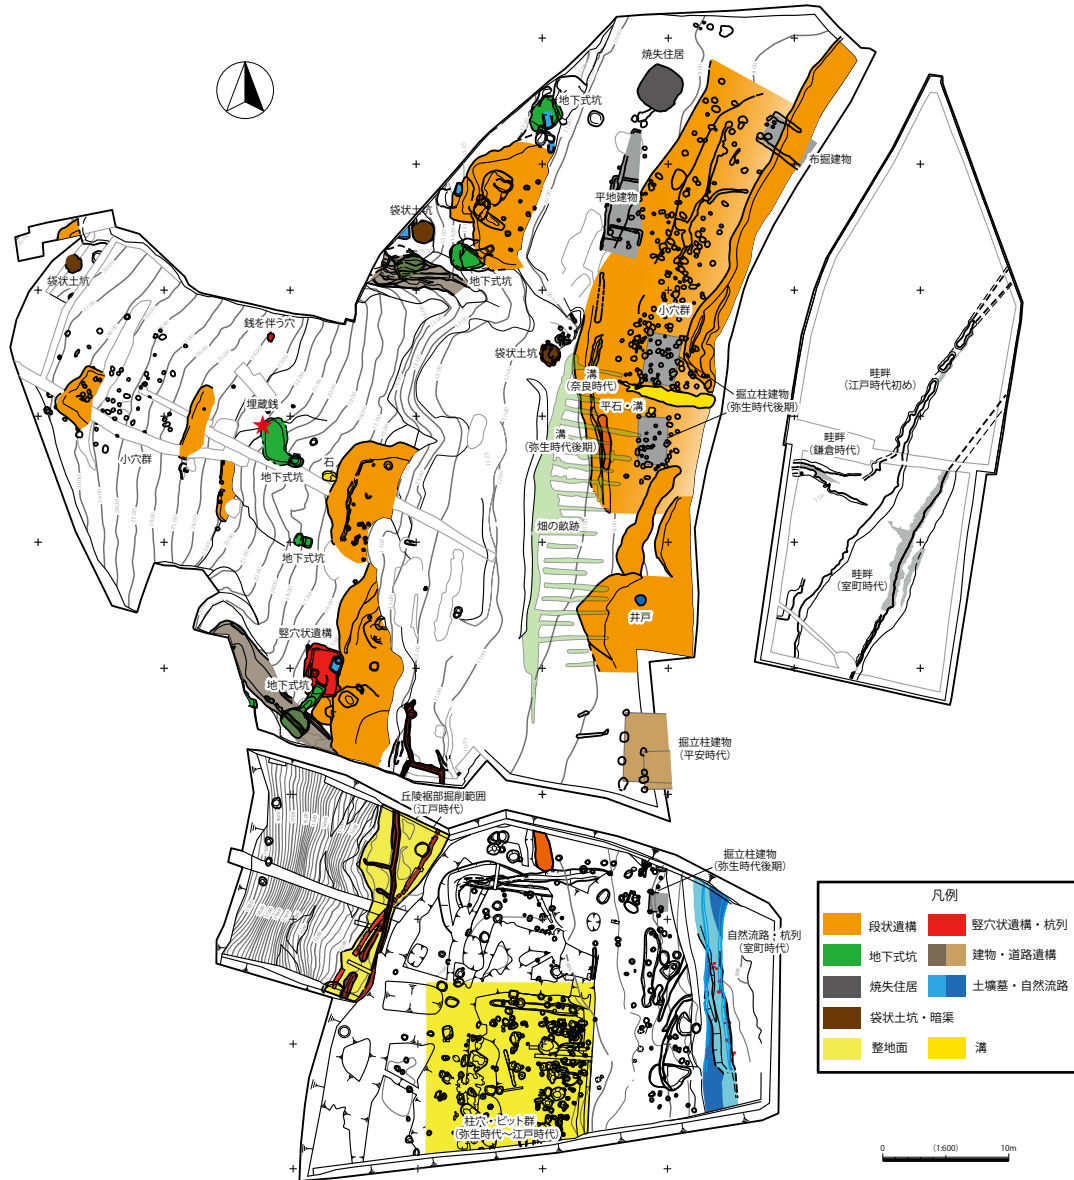 焼失住居
地下式坑
布掘建物
平地建物
袋状土坑
地下式坑
袋状土坑
銭を伴う穴
小穴群
袋状土坑
溝
(奈良時代)
掘立柱建物
(弥生時代後期)
平石・溝
溝
(弥生時代後期)
埋蔵銭
小穴群
地下式坑
石
畑の畝跡
地下式坑
井戸
竪穴状遺構
地下式坑
掘立柱建物
(平安時代)
畦畔
(江戸時代初め)
畦畔
(鎌倉時代)
畦畔
(室町時代)
丘陵裾部掘削範囲
(江戸時代)
掘立柱建物
(弥生時代後期)
自然流路・杭列
(室町時代)
柱穴・ピット群
(弥生時代〜江戸時代)
凡例
段状遺構
竪穴状遺構・杭列
地下式坑
建物・道路遺構
焼失住居
土壙墓・自然流路
袋状土坑・暗渠
整地面
溝
0 (1:600) 10m